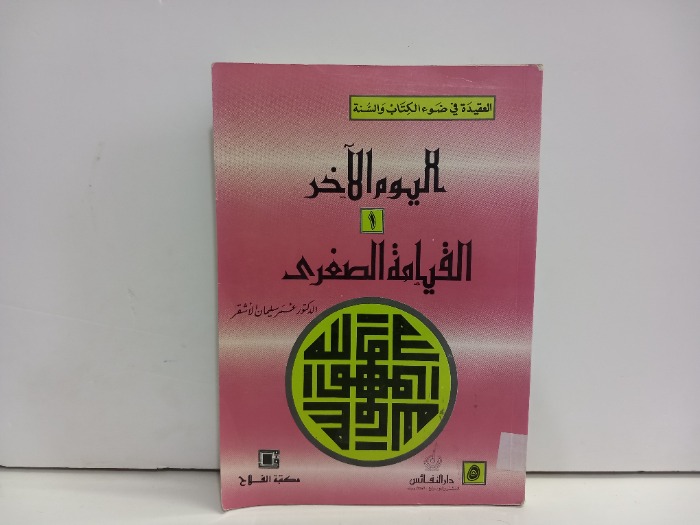 العقيدة في ضوء الكتاب والسنة
اليوم الآخر
١
القيامة الصغرى
الدكتور عمر سليمان الأشقر
دار النفائس
مكتبة الفلاح